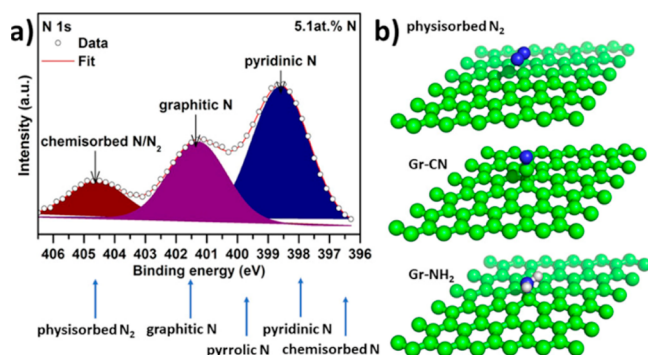 a)
N 1s
5.1at.% N
Data
Fit
pyridinic N
graphitic N
chemisorbed N/N₂
Intensity (a.u.)
406 405 404 403 402 401 400 399 398 397 396
Binding energy (eV)
physisorbed N₂
graphitic N
pyrrolic N
pyridinic N
chemisorbed N
b)
physisorbed N₂
Gr-CN
Gr-NH₂